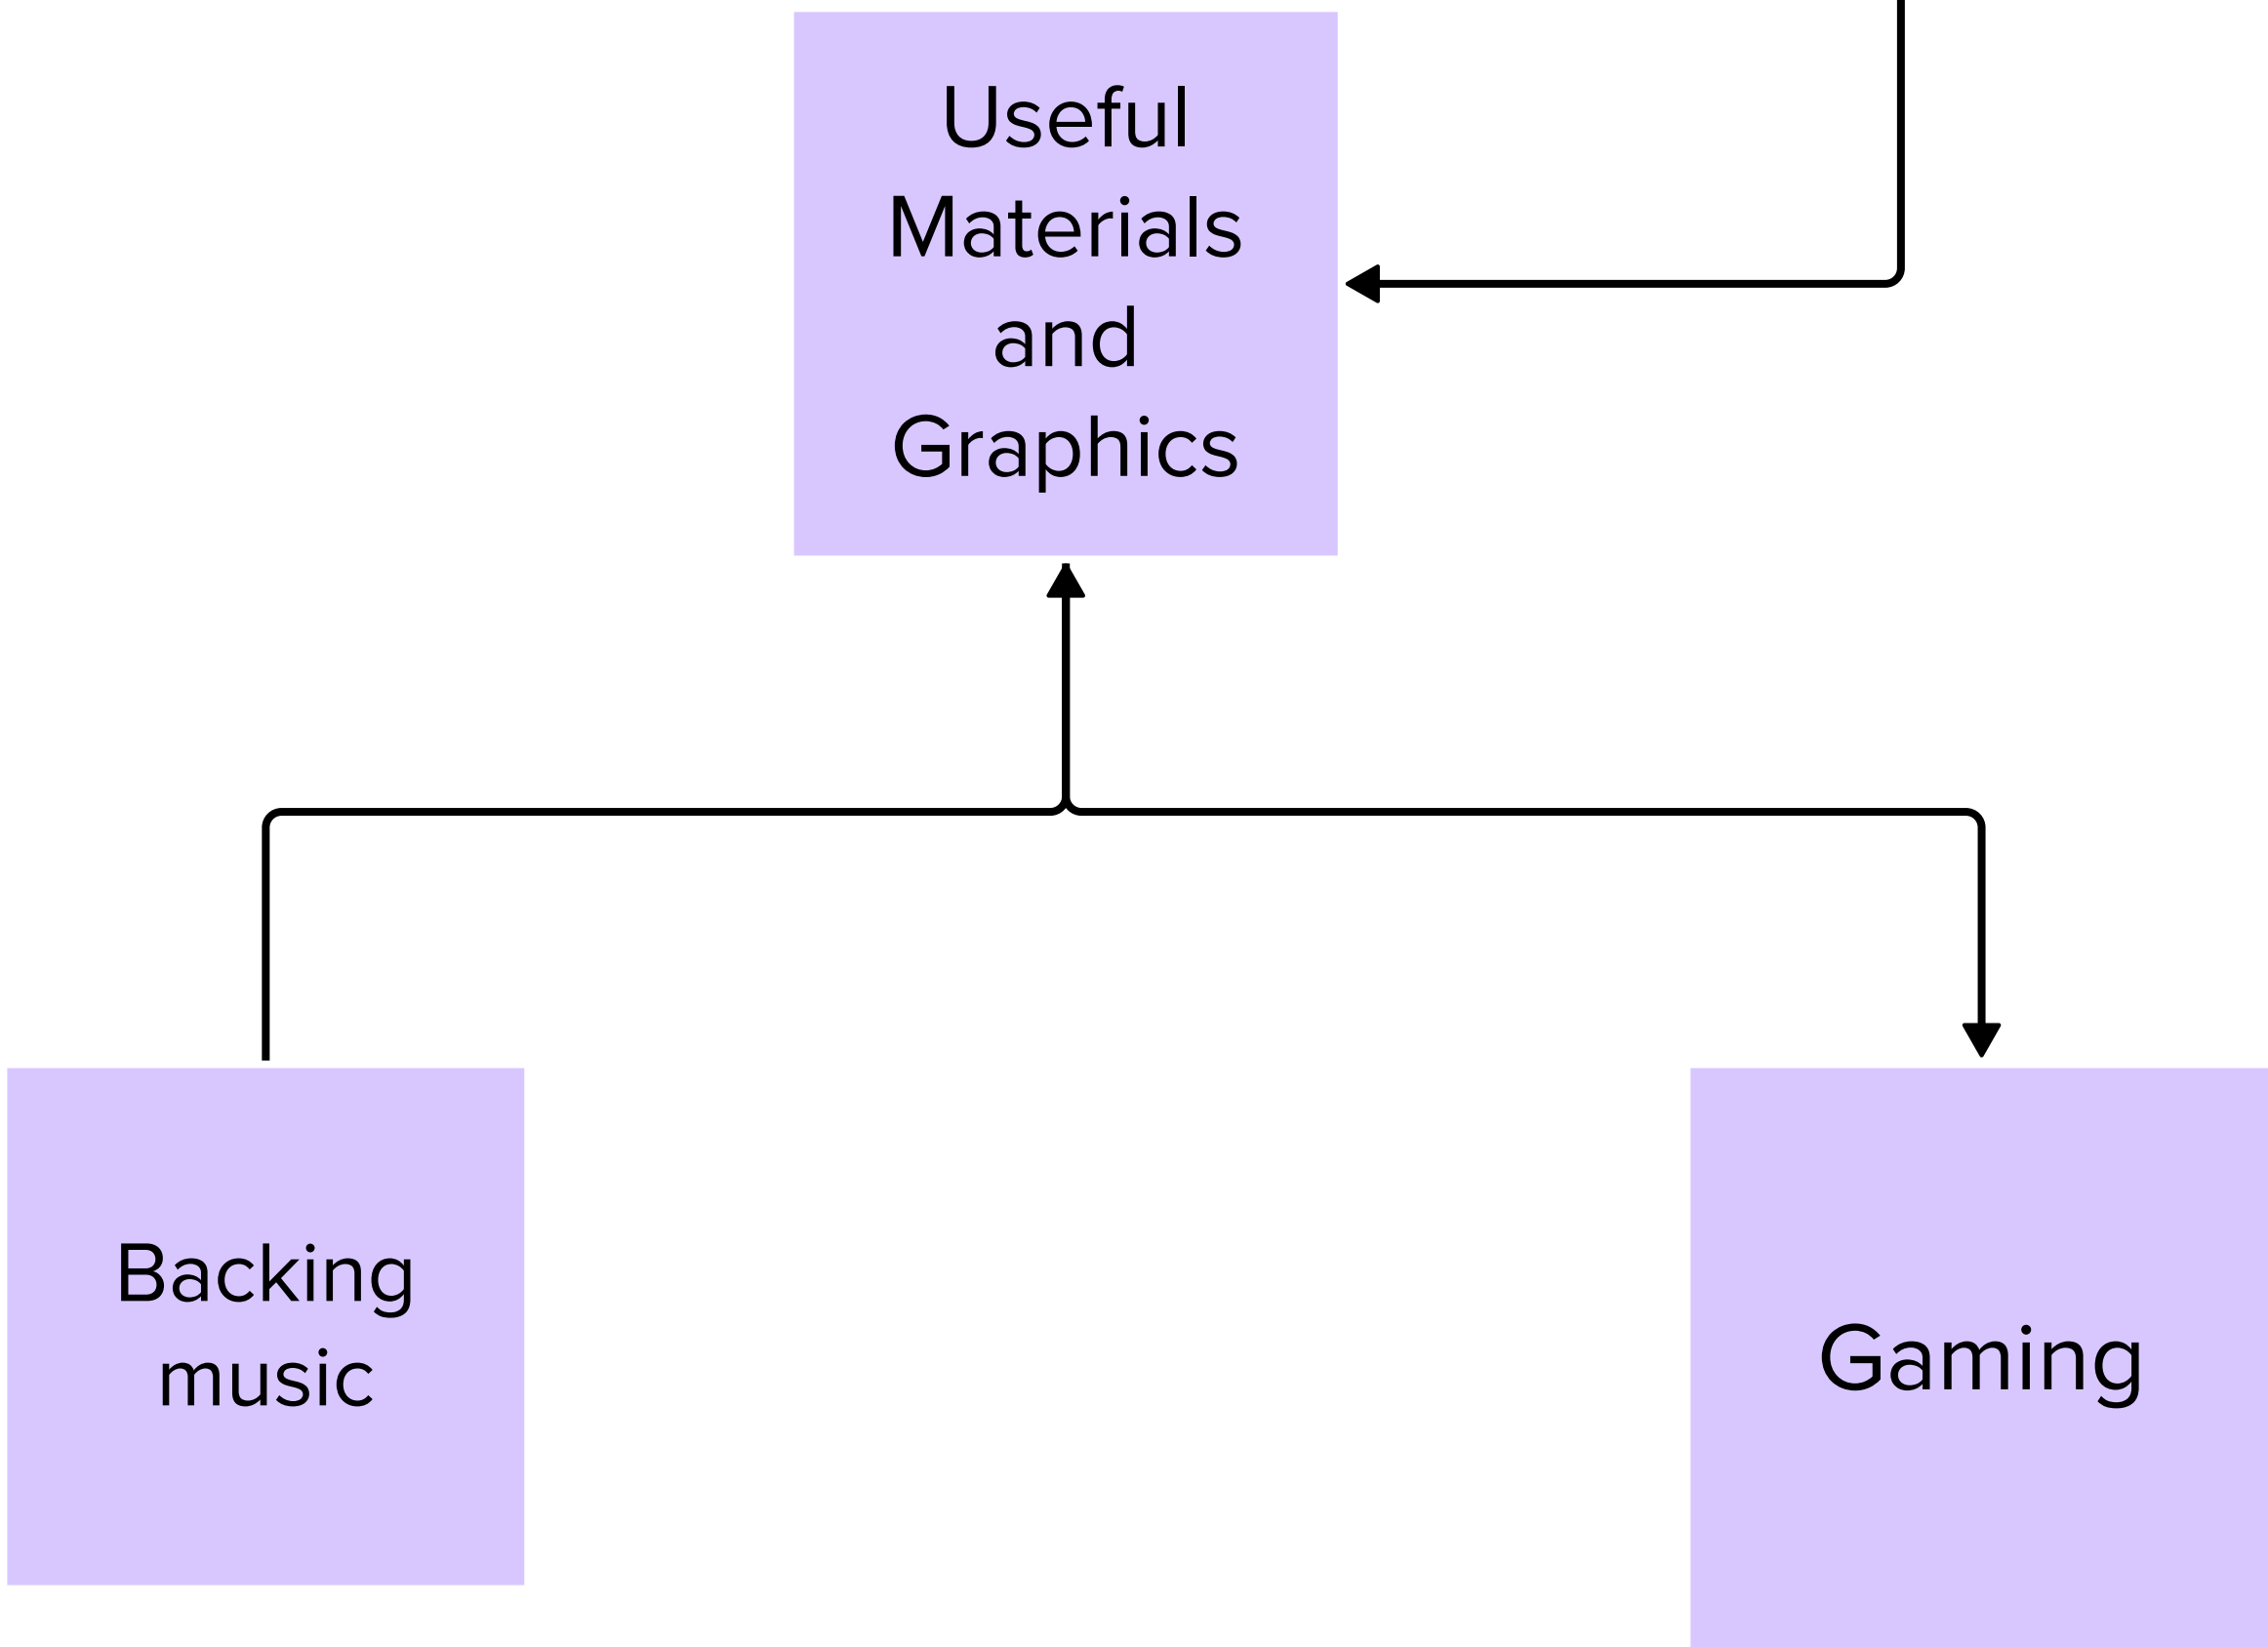 Useful
Materials
and
Graphics
Backing
music
Gaming